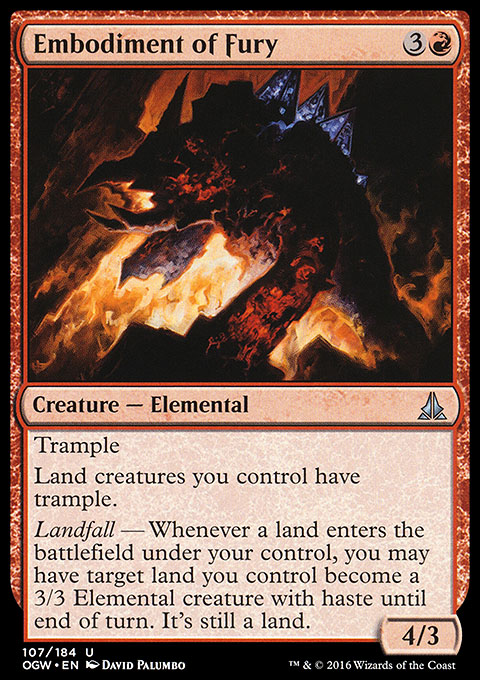 Embodiment of Fury 3
Creature — Elemental
Trample
Land creatures you control have
trample.
Landfall — Whenever a land enters the
battlefield under your control, you may
have target land you control become a
3/3 Elemental creature with haste until
end of turn. It's still a land.
4/3
107/184 U
OGW • EN DAVID PALUMBO
™ & © 2016 Wizards of the Coast